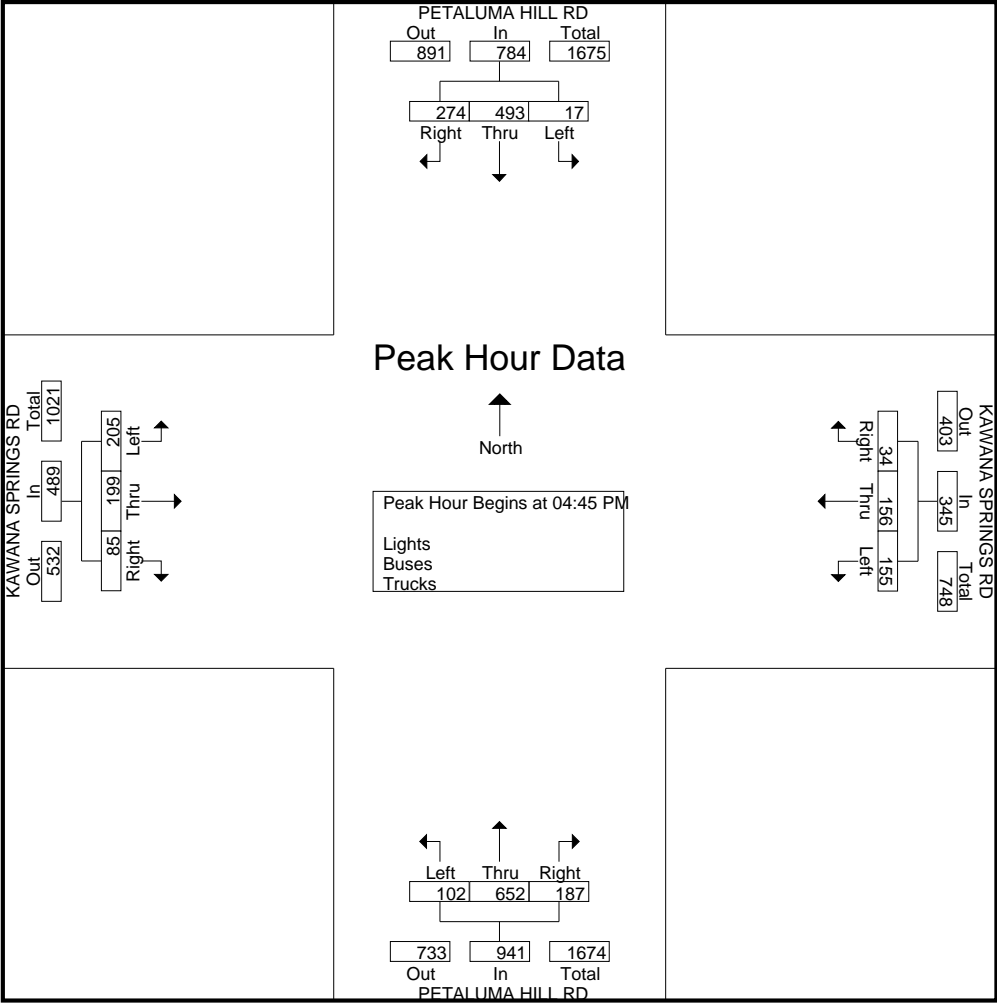 PETALUMA HILL RD
Out In Total
891 784 1675
274 493 17
Right Thru Left
Peak Hour Data
North
Peak Hour Begins at 04:45 PM
Lights
Buses
Trucks
KAWANA SPRINGS RD
Total In Out
1021 489 532
205 199 85
Left Thru Right
KAWANA SPRINGS RD
Out In Total
403 345 748
34 156 155
Right Thru Left
Left Thru Right
102 652 187
733 941 1674
Out In Total
PETALUMA HILL RD